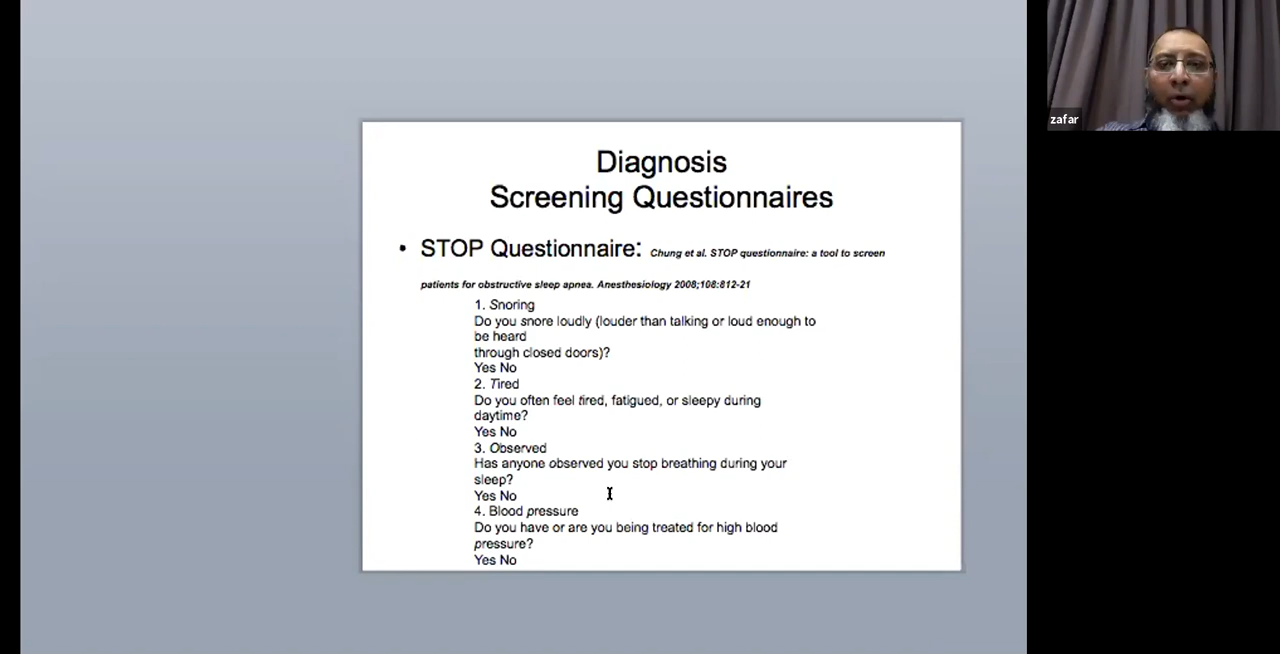 Diagnosis
Screening Questionnaires
• STOP Questionnaire: Chung et al. STOP questionnaire: a tool to screen
patients for obstructive sleep apnea. Anesthesiology 2008;108:812-21
1. Snoring
Do you snore loudly (louder than talking or loud enough to
be heard
through closed doors)?
Yes No
2. Tired
Do you often feel tired, fatigued, or sleepy during
daytime?
Yes No
3. Observed
Has anyone observed you stop breathing during your
sleep?
Yes No
4. Blood pressure
Do you have or are you being treated for high blood
pressure?
Yes No
zafar